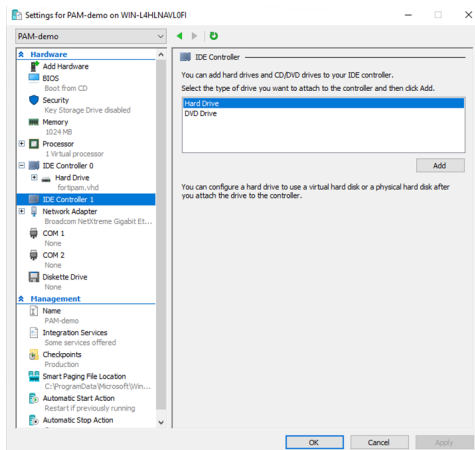 Settings for PAM-demo on WIN-L4HLNAVL0FI
PAM-demo
Hardware
Add Hardware
BIOS
Boot from CD
Security
Key Storage Drive disabled
Memory
1024 MB
Processor
1 Virtual processor
IDE Controller 0
Hard Drive
fortipam.vhd
IDE Controller 1
Network Adapter
Broadcom NetXtreme Gigabit Et...
COM 1
None
COM 2
None
Diskette Drive
None
Management
Name
PAM-demo
Integration Services
Some services offered
Checkpoints
Production
Smart Paging File Location
C:\ProgramData\Microsoft\Win...
Automatic Start Action
Restart if previously running
Automatic Stop Action
IDE Controller
You can add hard drives and CD/DVD drives to your IDE controller.
Select the type of drive you want to attach to the controller and then click Add.
Hard Drive
DVD Drive
Add
You can configure a hard drive to use a virtual hard disk or a physical hard disk after
you attach the drive to the controller.
OK
Cancel
Apply